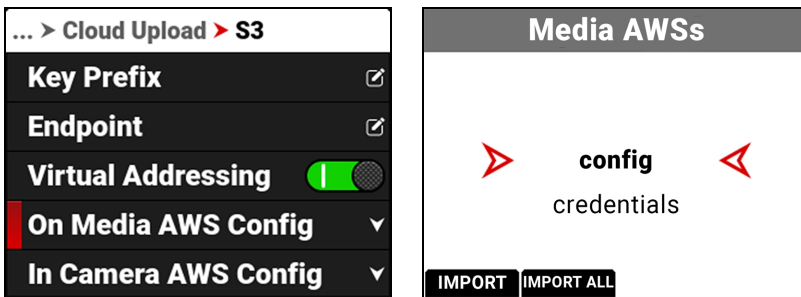 ... > Cloud Upload > S3
Key Prefix
Endpoint
Virtual Addressing
On Media AWS Config
In Camera AWS Config
Media AWSs
config
credentials
IMPORT
IMPORT ALL